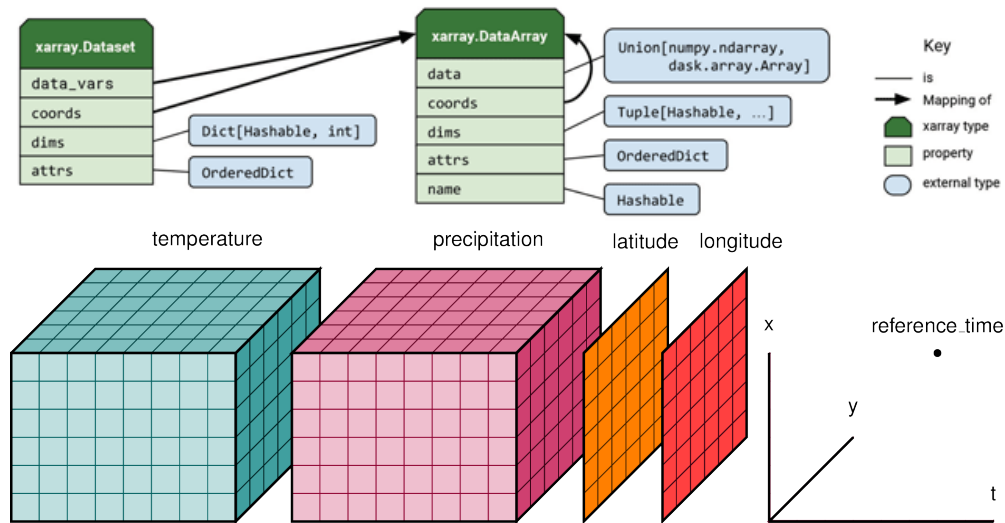 xarray.Dataset
data_vars
coords
dims
attrs
Dict[Hashable, int]
OrderedDict
xarray.DataArray
data
coords
dims
attrs
name
Union[numpy.ndarray,
dask.array.Array]
Tuple[Hashable, …]
OrderedDict
Hashable
Key
is
Mapping of
xarray type
property
external type
temperature
precipitation
latitude
longitude
x
y
t
reference_time